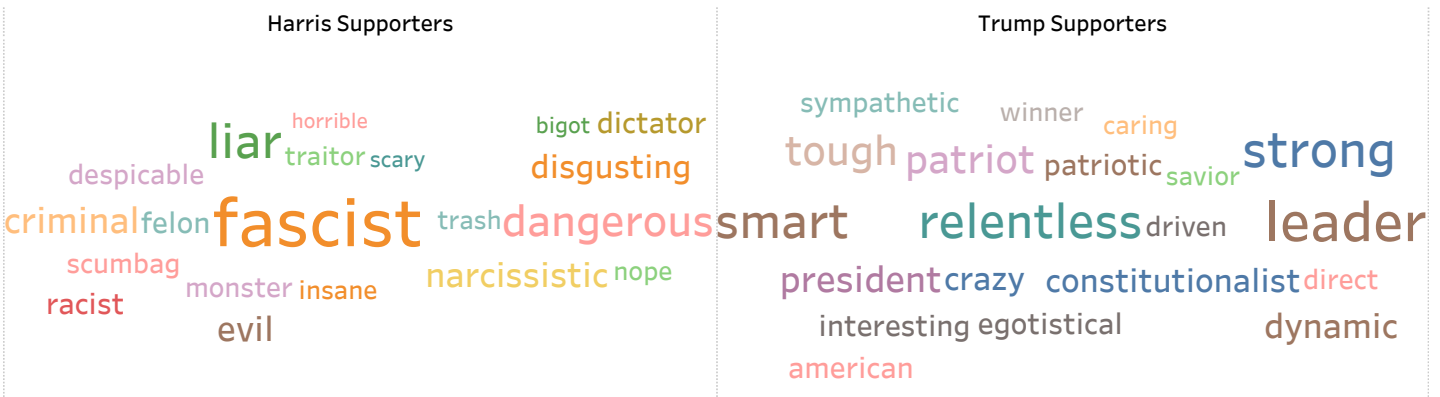 Harris Supporters
horrible
liar
traitor
scary
bigot
dictator
despicable
disgusting
criminal
felon
fascist
trash
dangerous
scumbag
monster
insane
narcissistic
nope
racist
evil
Trump Supporters
sympathetic
winner
caring
tough
patriot
patriotic
savior
strong
smart
relentless
driven
leader
president
crazy
constitutionalist
direct
interesting
egotistical
dynamic
american